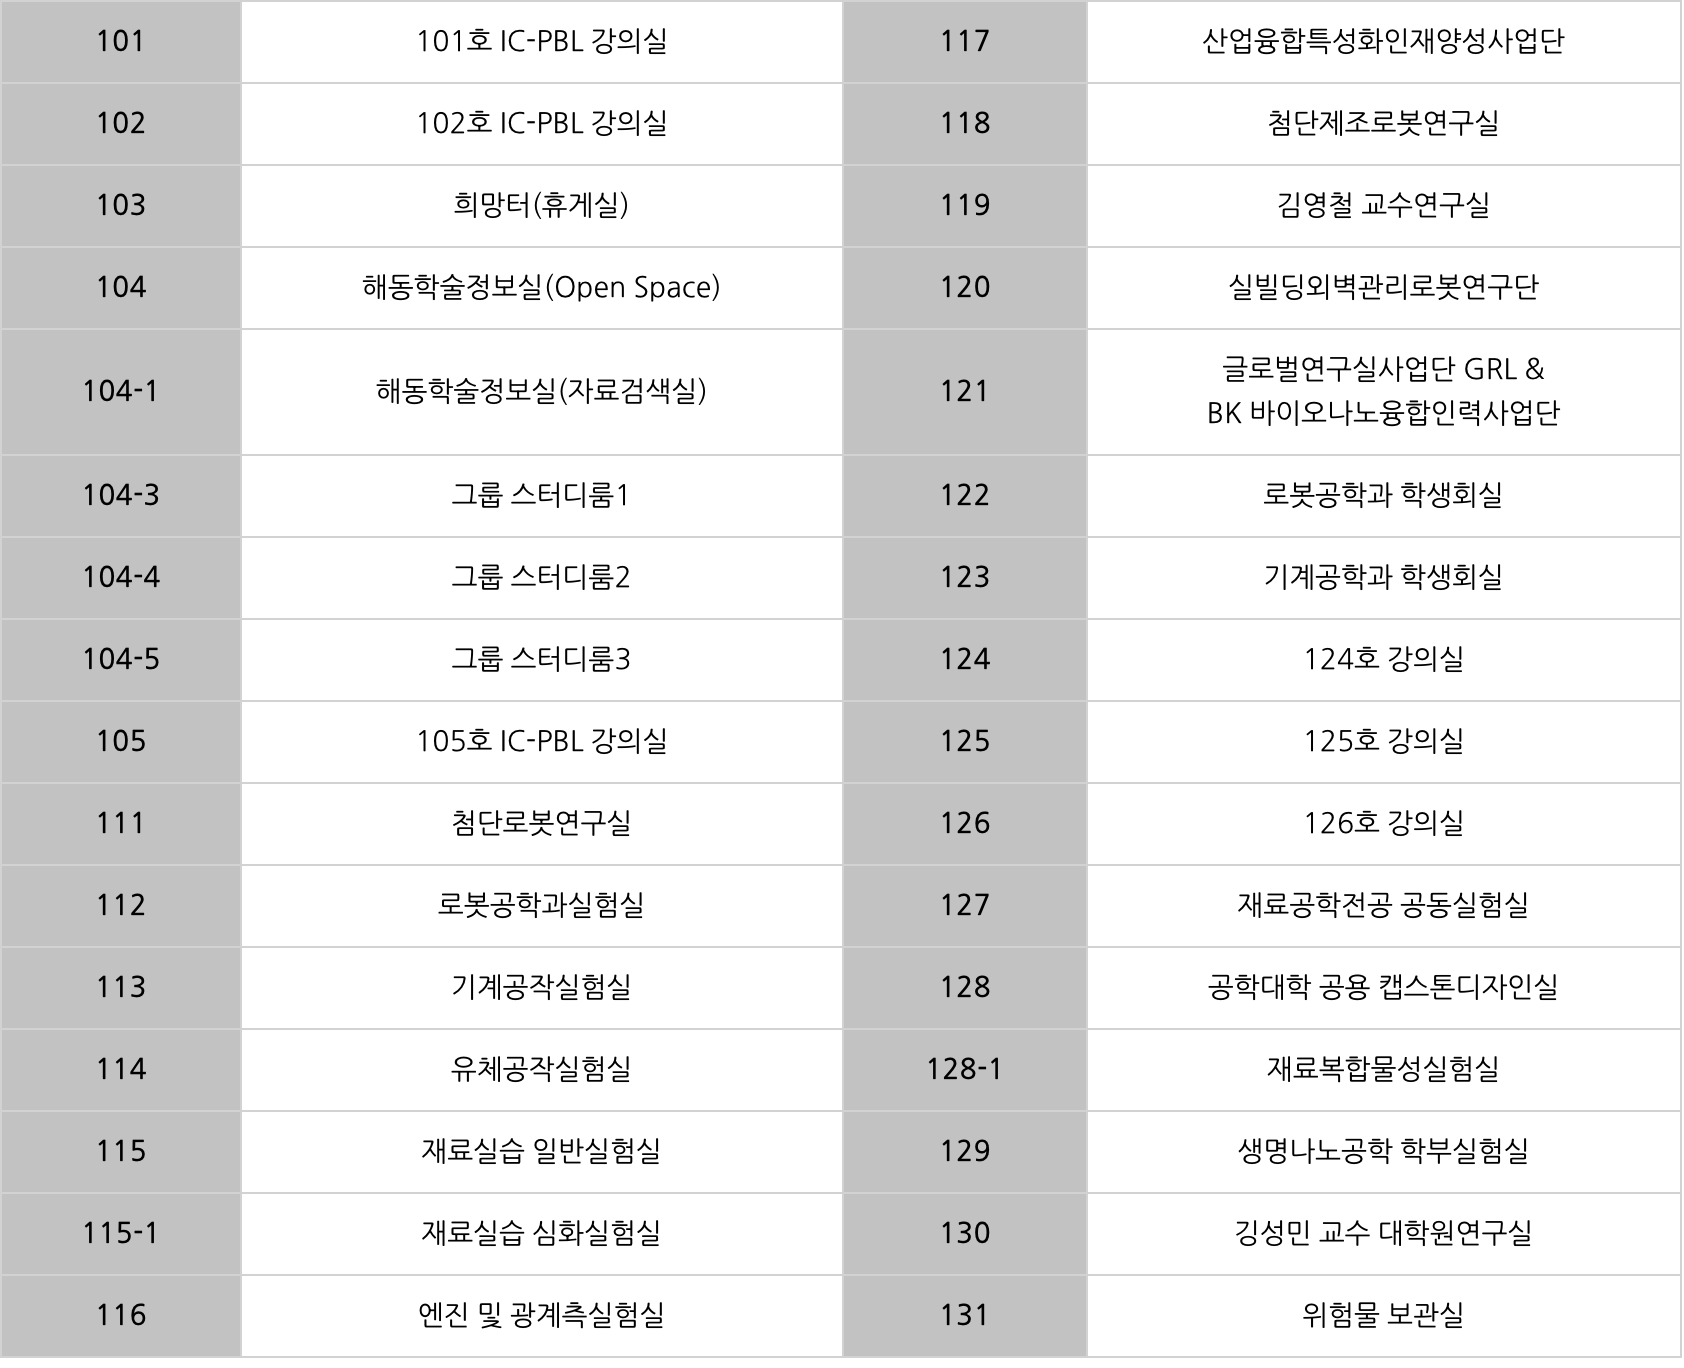 101 101호 IC-PBL 강의실 117 산업융합특성화인재양성사업단
102 102호 IC-PBL 강의실 118 첨단제조로봇연구실
103 희망터(휴게실) 119 김영철 교수연구실
104 해동학술정보실(Open Space) 120 실빌딩외벽관리로봇연구단
104-1 해동학술정보실(자료검색실) 121 글로벌연구실사업단 GRL &
BK 바이오나노융합인력사업단
104-3 그룹 스터디룸1 122 로봇공학과 학생회실
104-4 그룹 스터디룸2 123 기계공학과 학생회실
104-5 그룹 스터디룸3 124 124호 강의실
105 105호 IC-PBL 강의실 125 125호 강의실
111 첨단로봇연구실 126 126호 강의실
112 로봇공학과실험실 127 재료공학전공 공동실험실
113 기계공작실험실 128 공학대학 공용 캡스톤디자인실
114 유체공작실험실 128-1 재료복합물성실험실
115 재료실습 일반실험실 129 생명나노공학 학부실험실
115-1 재료실습 심화실험실 130 깅성민 교수 대학원연구실
116 엔진 및 광계측실험실 131 위험물 보관실